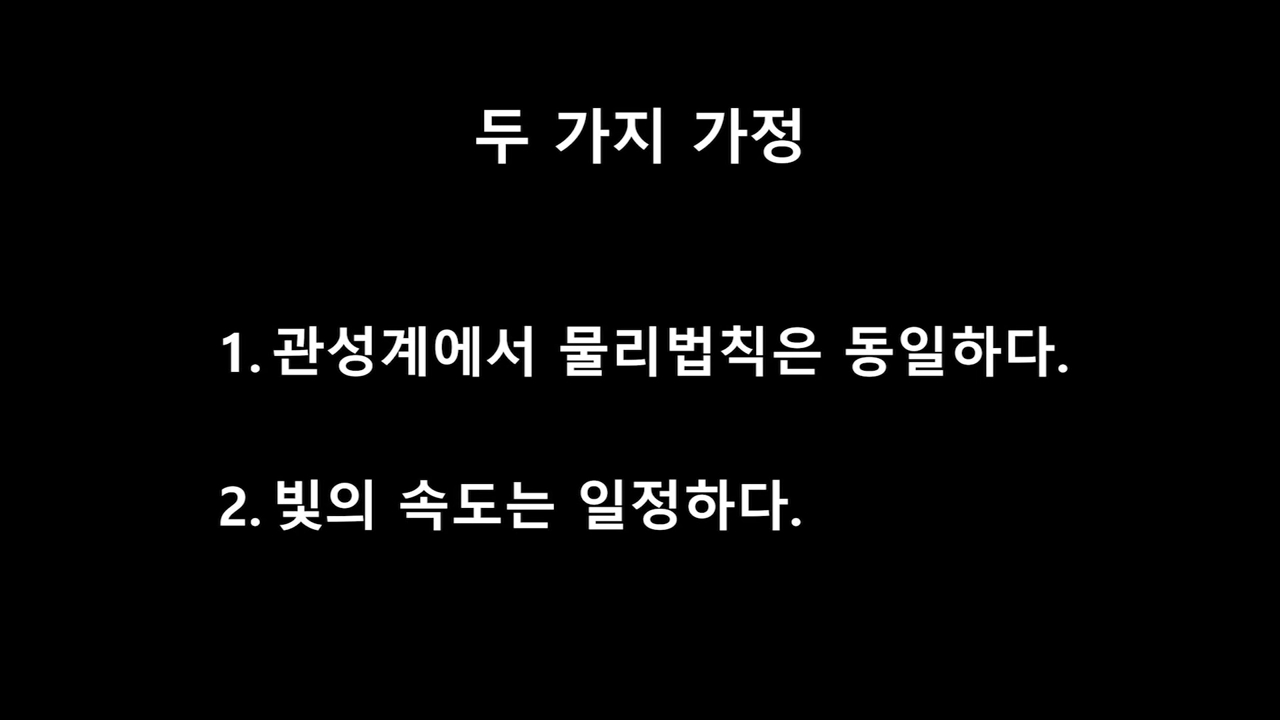 두 가지 가정
1. 관성계에서 물리법칙은 동일하다.
2. 빛의 속도는 일정하다.